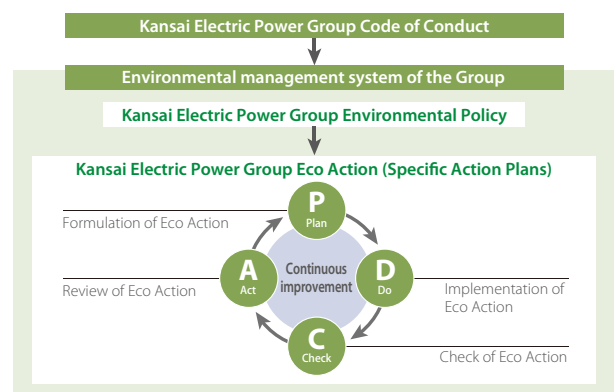 Kansai Electric Power Group Code of Conduct
Environmental management system of the Group
Kansai Electric Power Group Environmental Policy
Kansai Electric Power Group Eco Action (Specific Action Plans)
P
Plan
Formulation of Eco Action
A
Act
Continuous
improvement
D
Do
Review of Eco Action
Implementation of
Eco Action
C
Check
Check of Eco Action